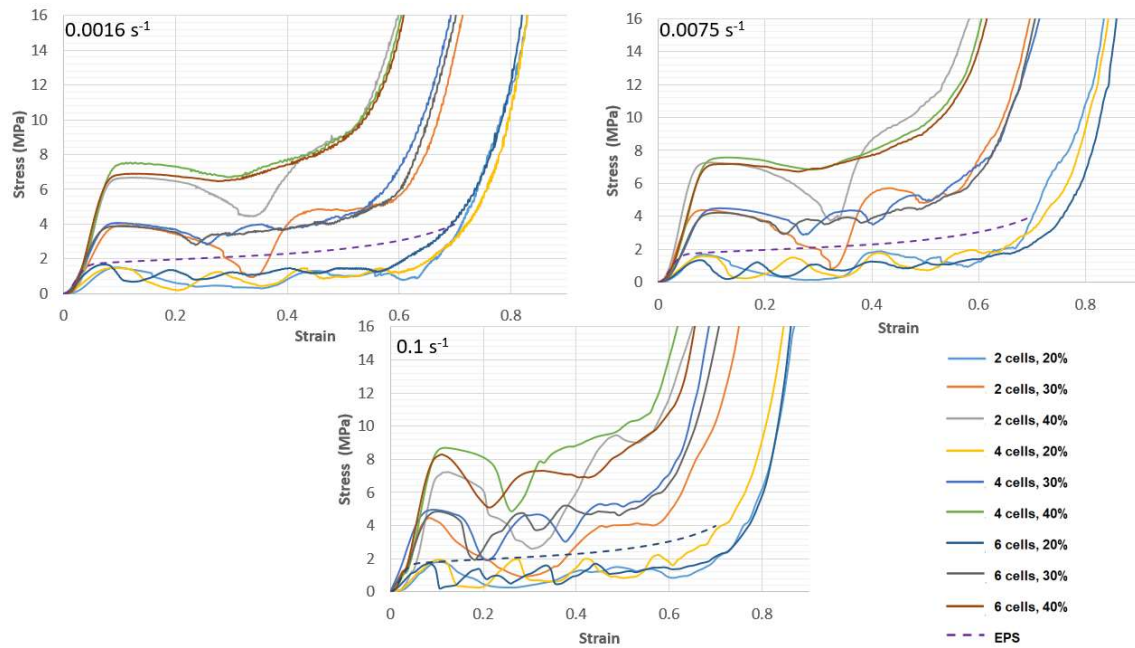 0.0016 s-1
16
14
12
10
8
6
4
2
0
Stress (MPa)
0
0.2
0.4
0.6
0.8
Strain
0.0075 s-1
16
14
12
10
8
6
4
2
0
Stress (MPa)
0
0.2
0.4
0.6
0.8
Strain
0.1 s-1
16
14
12
10
8
6
4
2
0
Stress (MPa)
0
0.2
0.4
0.6
0.8
Strain
2 cells, 20%
2 cells, 30%
2 cells, 40%
4 cells, 20%
4 cells, 30%
4 cells, 40%
6 cells, 20%
6 cells, 30%
6 cells, 40%
EPS